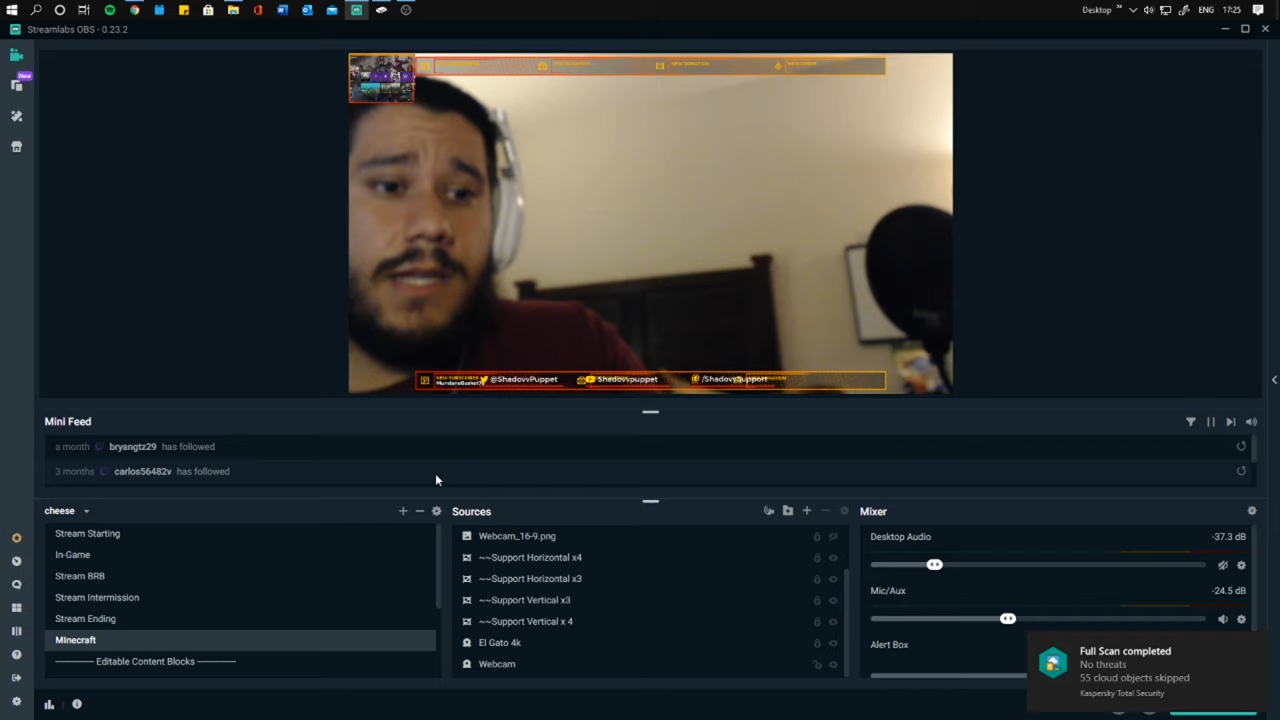 Desktop
ENG
17:25
Streamlabs OBS - 0.23.2
New
@ShadovvPuppet
Shadovvpuppet
Mini Feed
a month bryangtz29 has followed
3 months carlos56482v has followed
cheese
Stream Starting
In-Game
Stream BRB
Stream Intermission
Stream Ending
Minecraft
Editable Content Blocks
Sources
Webcam_16-9.png
~~Support Horizontal x4
~~Support Horizontal x3
~~Support Vertical x3
~~Support Vertical x 4
El Gato 4k
Webcam
Mixer
Desktop Audio -37.3 dB
Mic/Aux -24.5 dB
Alert Box
Full Scan completed
No threats
55 cloud objects skipped
Kaspersky Total Security